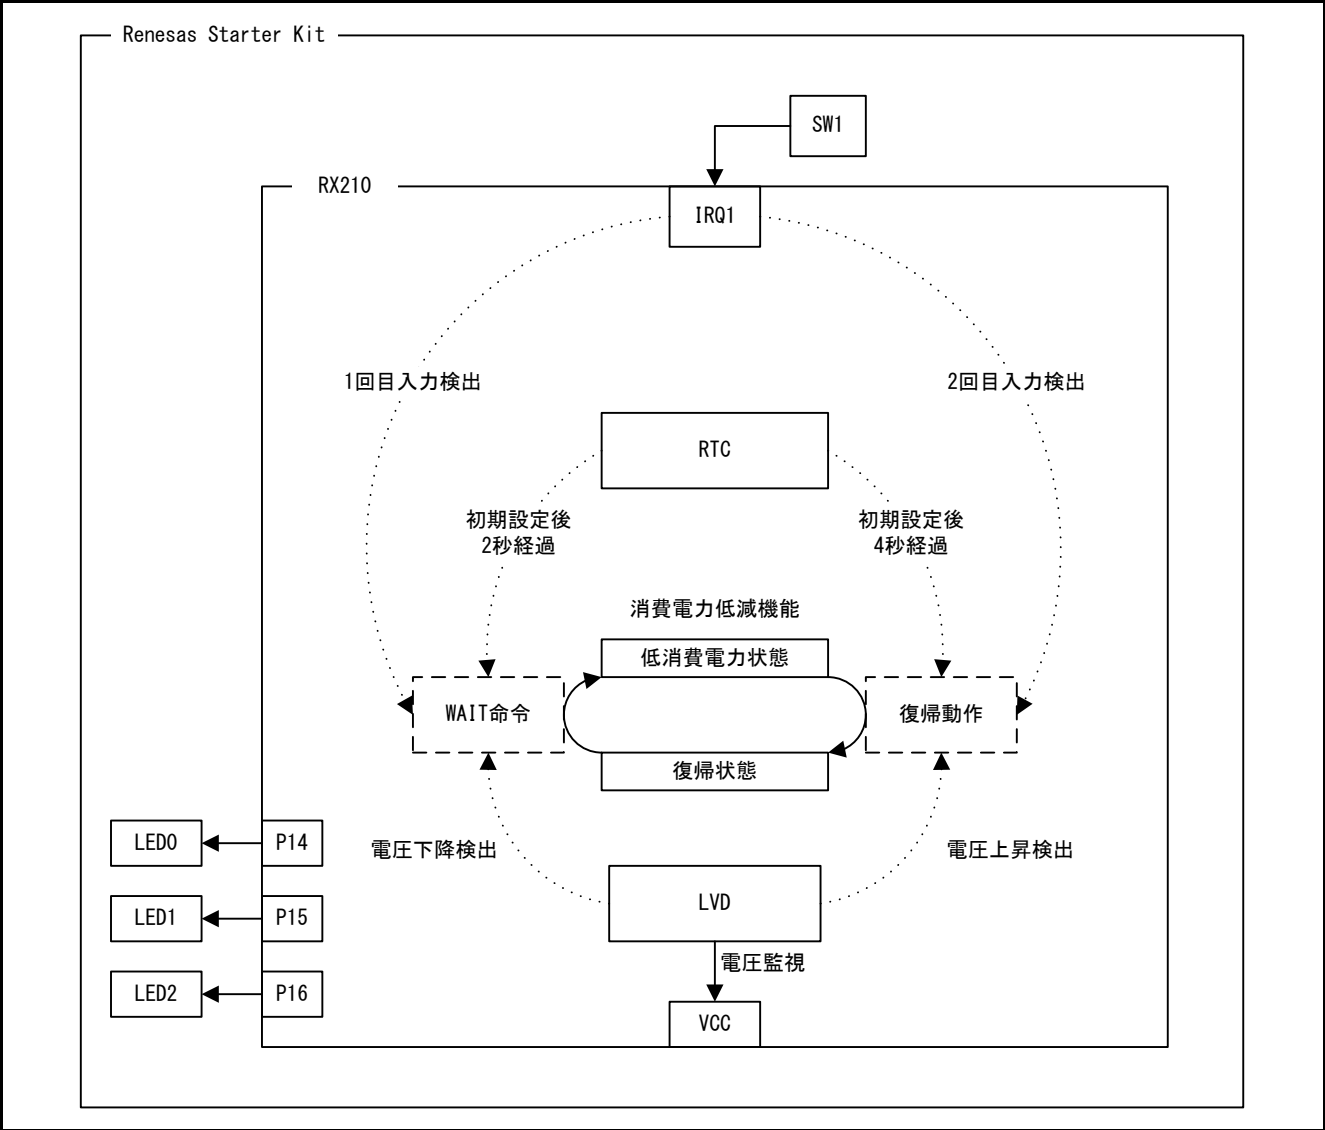 Renesas Starter Kit
SW1
RX210
IRQ1
1回目入力検出
2回目入力検出
RTC
初期設定後
2秒経過
初期設定後
4秒経過
消費電力低減機能
低消費電力状態
WAIT命令
復帰動作
復帰状態
LED0
P14
電圧下降検出
電圧上昇検出
LVD
LED1
P15
電圧監視
LED2
P16
VCC